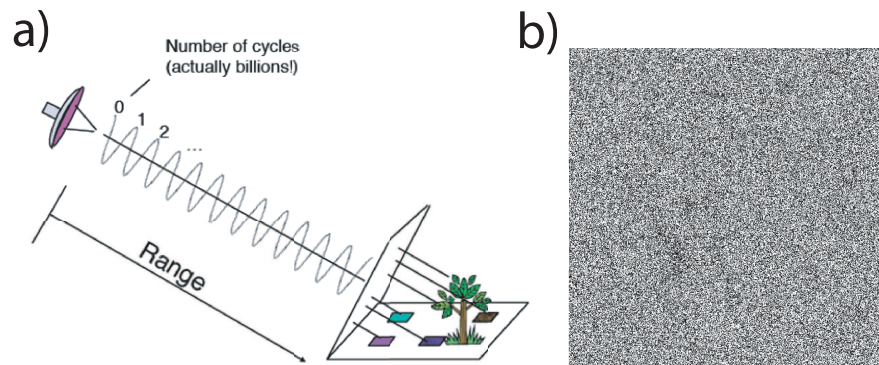 a)
Number of cycles
(actually billions!)
0
1
2
...
Range
b)